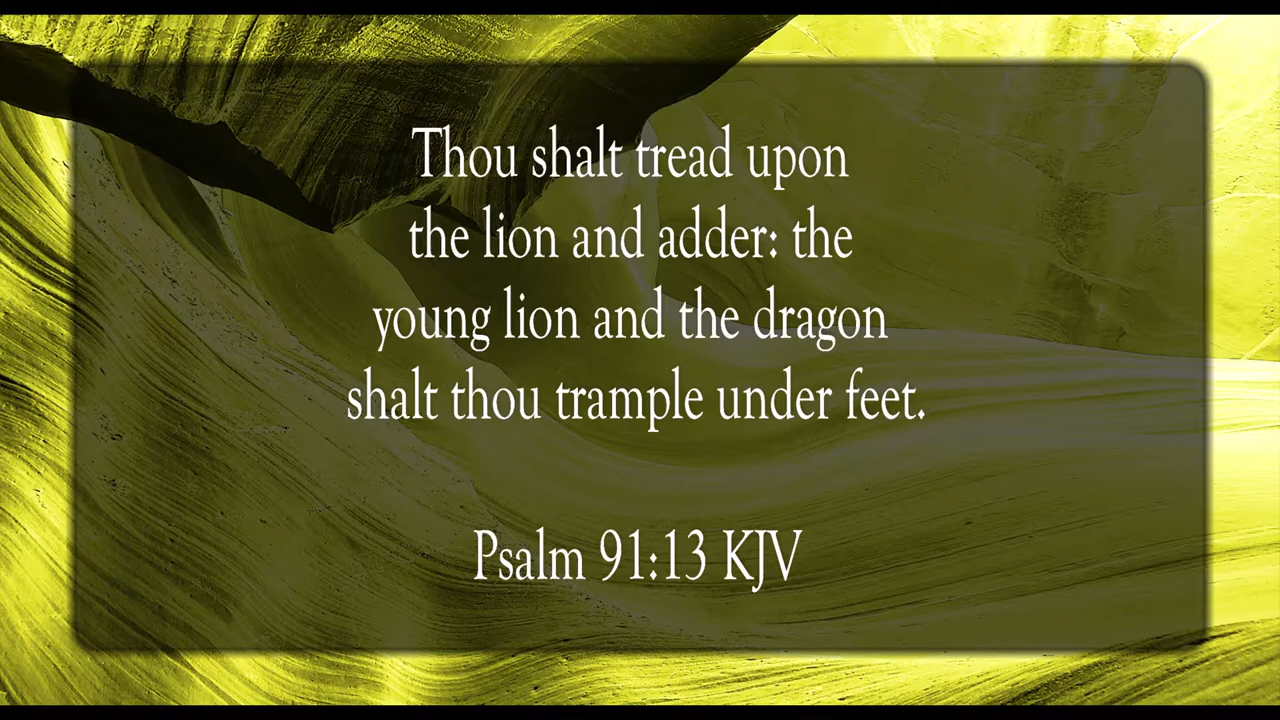 Thou shalt tread upon
the lion and adder: the
young lion and the dragon
shalt thou trample under feet.
Psalm 91:13 KJV